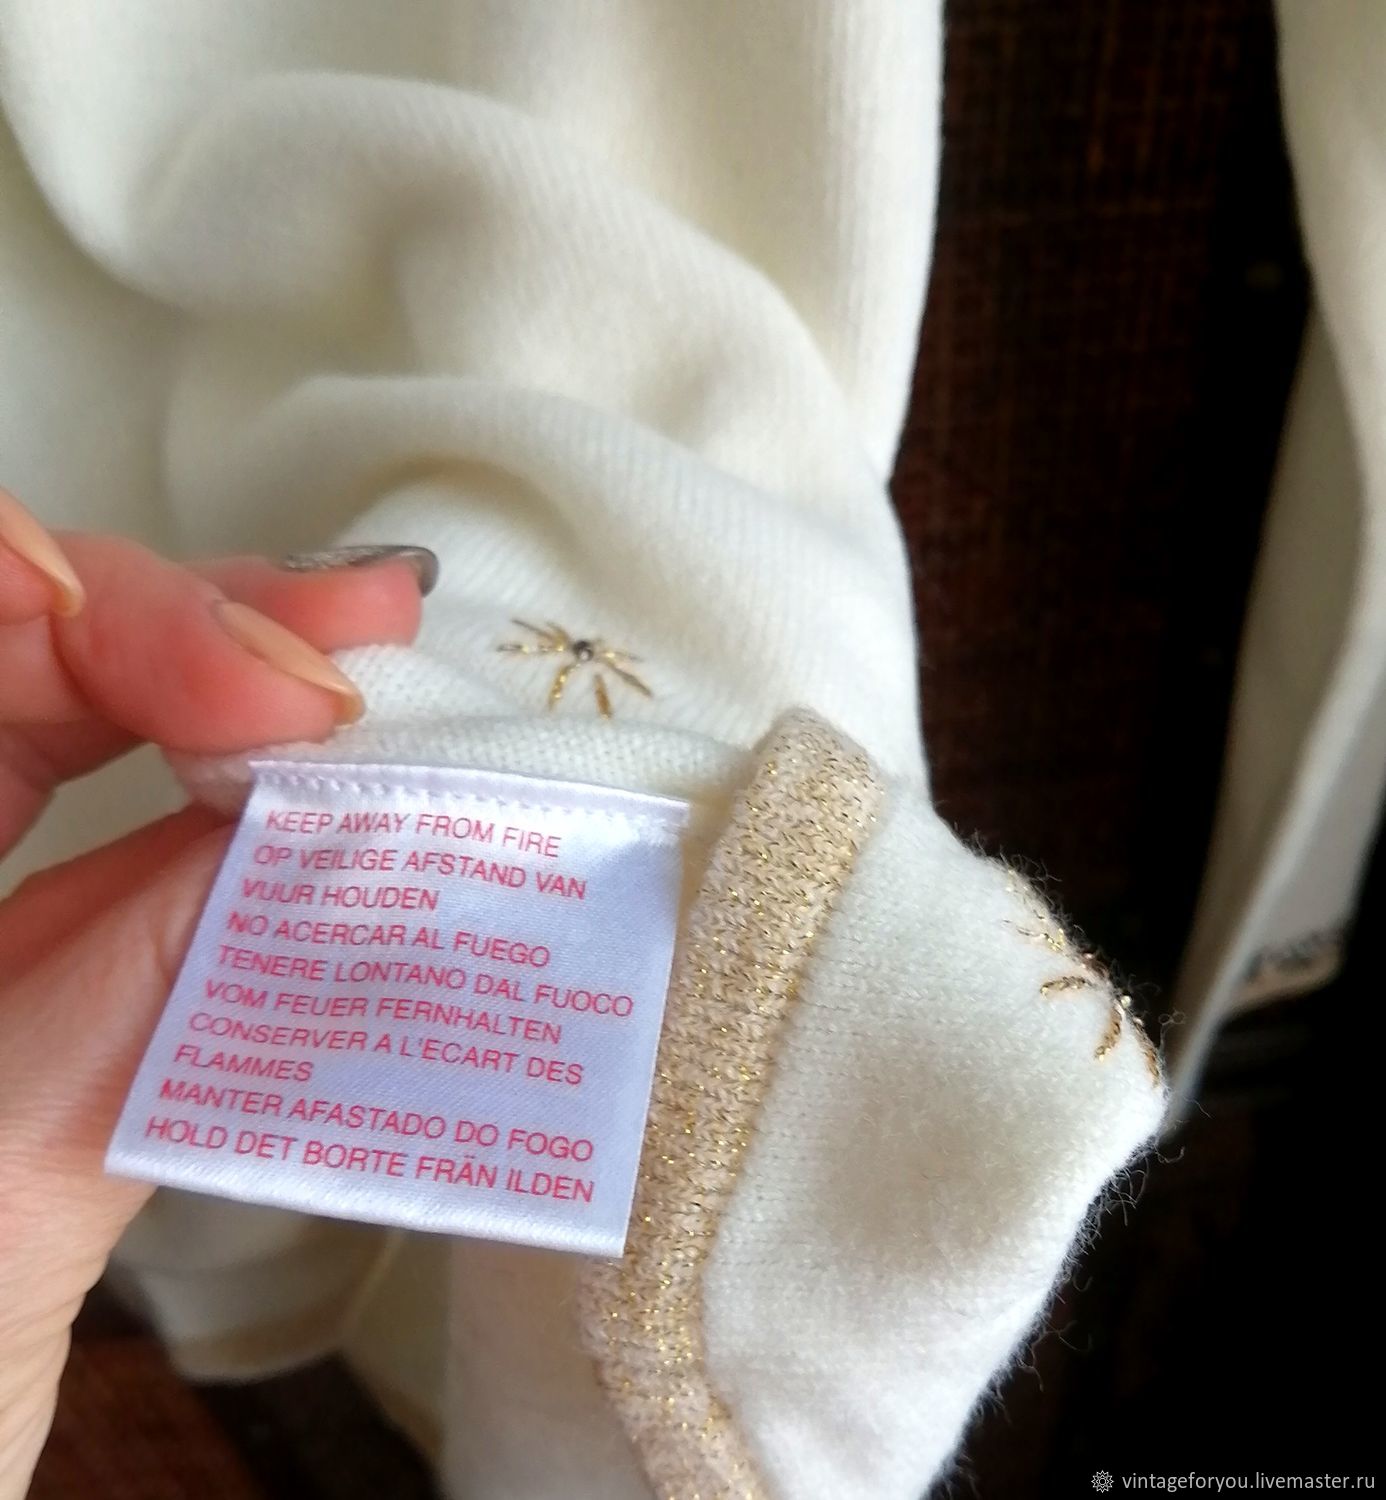 KEEP AWAY FROM FIRE
OP VEILIGE AFSTAND VAN
VUUR HOUDEN
NO ACERCAR AL FUEGO
TENERE LONTANO DAL FUOCO
VOM FEUER FERNHALTEN
CONSERVER A L'ECART DES
FLAMMES
MANTER AFASTADO DO FOGO
HOLD DET BORTE FRÄN ILDEN
vintageforyou.livemaster.ru